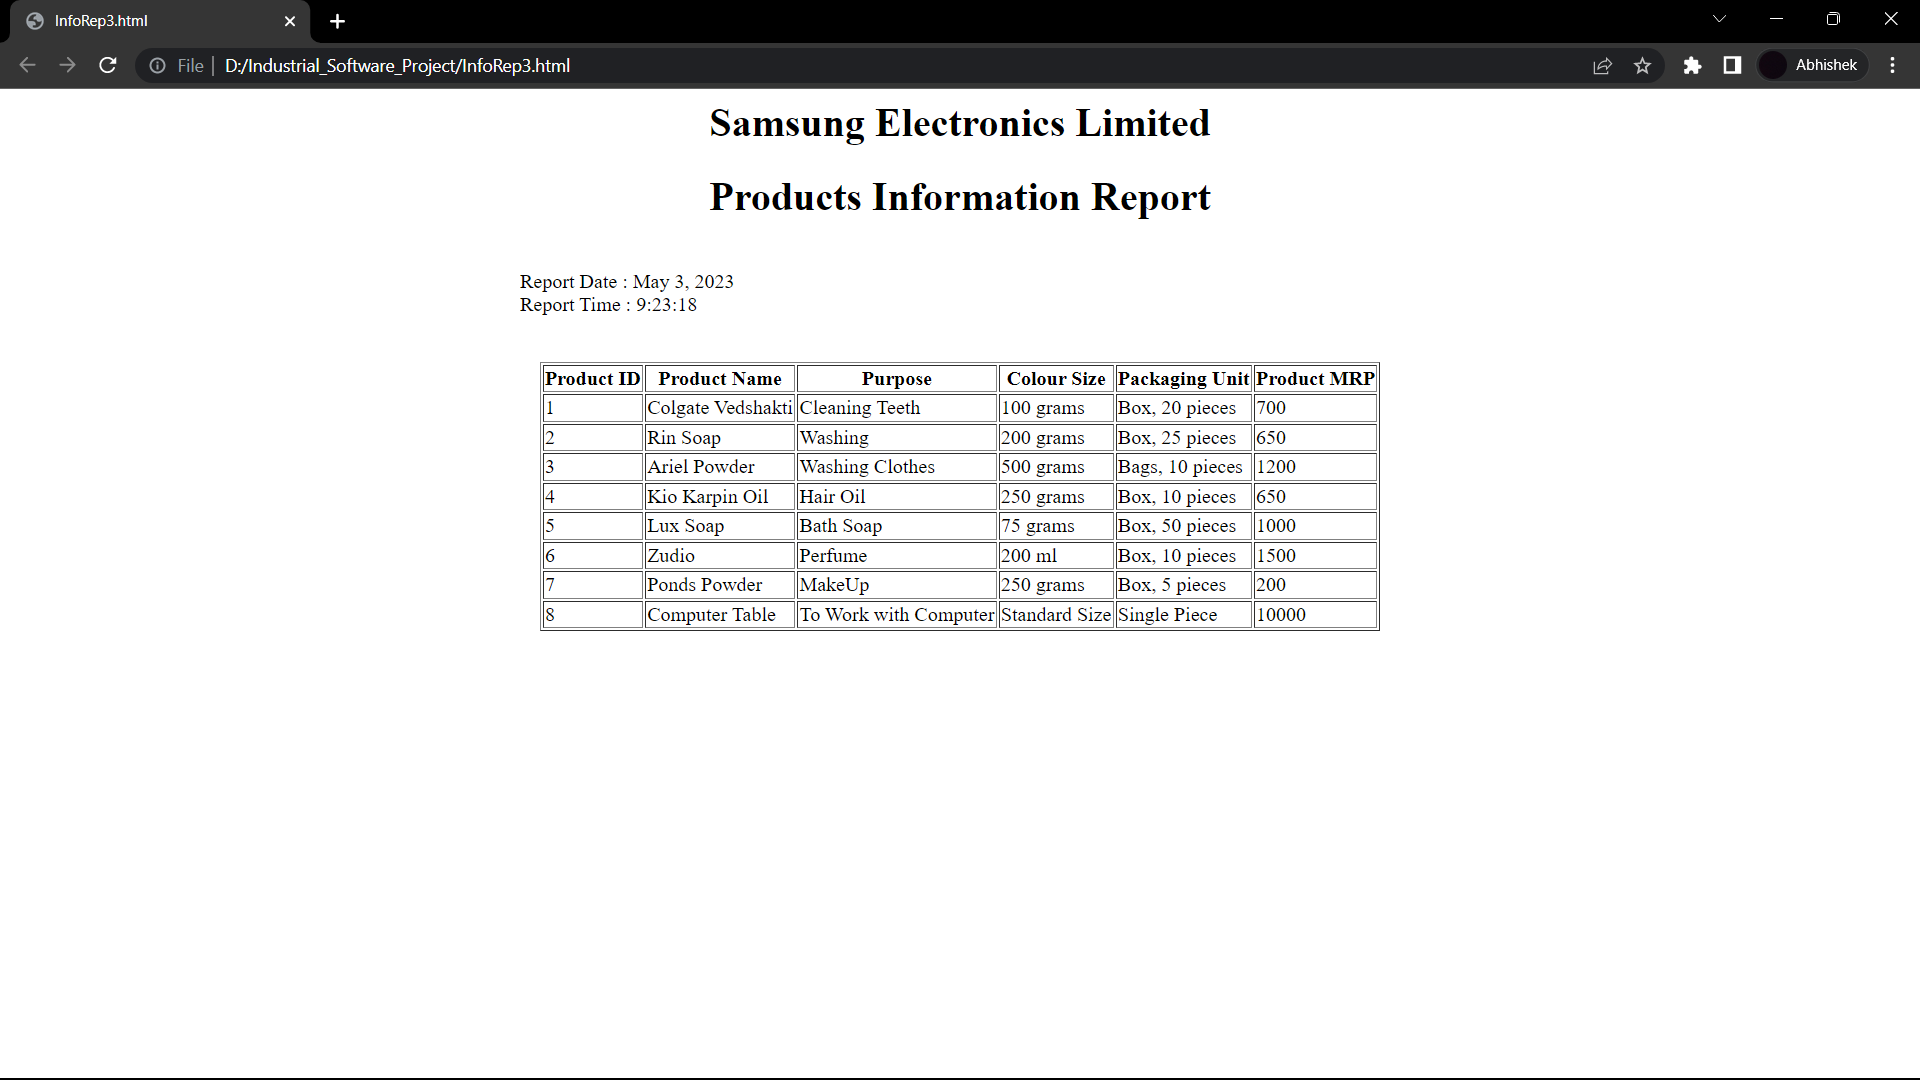 InfoRep3.html
File | D:/Industrial_Software_Project/InfoRep3.html
Abhishek
Samsung Electronics Limited
Products Information Report
Report Date : May 3, 2023
Report Time : 9:23:18
Product ID Product Name Purpose Colour Size Packaging Unit Product MRP
1 Colgate Vedshakti Cleaning Teeth 100 grams Box, 20 pieces 700
2 Rin Soap Washing 200 grams Box, 25 pieces 650
3 Ariel Powder Washing Clothes 500 grams Bags, 10 pieces 1200
4 Kio Karpin Oil Hair Oil 250 grams Box, 10 pieces 650
5 Lux Soap Bath Soap 75 grams Box, 50 pieces 1000
6 Zudio Perfume 200 ml Box, 10 pieces 1500
7 Ponds Powder MakeUp 250 grams Box, 5 pieces 200
8 Computer Table To Work with Computer Standard Size Single Piece 10000